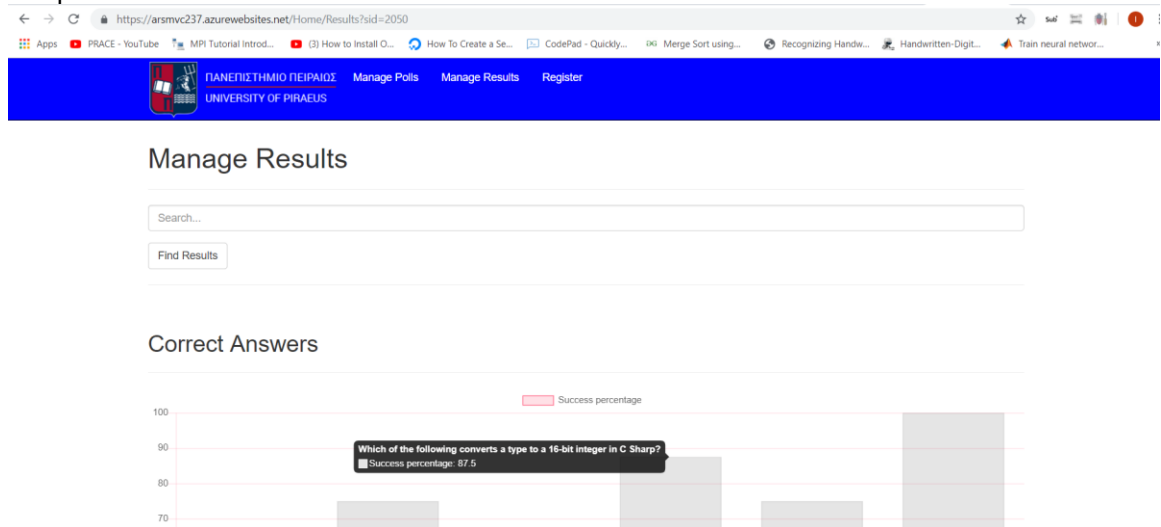 https://arsmvc237.azurewebsites.net/Home/Results?sid=2050
Apps PRACE - YouTube MPI Tutorial Introd... (3) How to Install O... How To Create a Se... CodePad - Quickly... Merge Sort using... Recognizing Handw... Handwritten-Digit... Train neural networ...
ΠΑΝΕΠΙΣΤΗΜΙΟ ΠΕΙΡΑΙΩΣ Manage Polls Manage Results Register
UNIVERSITY OF PIRAEUS
Manage Results
Search...
Find Results
Correct Answers
Success percentage
100
90
Which of the following converts a type to a 16-bit integer in C Sharp?
Success percentage: 87.5
80
70